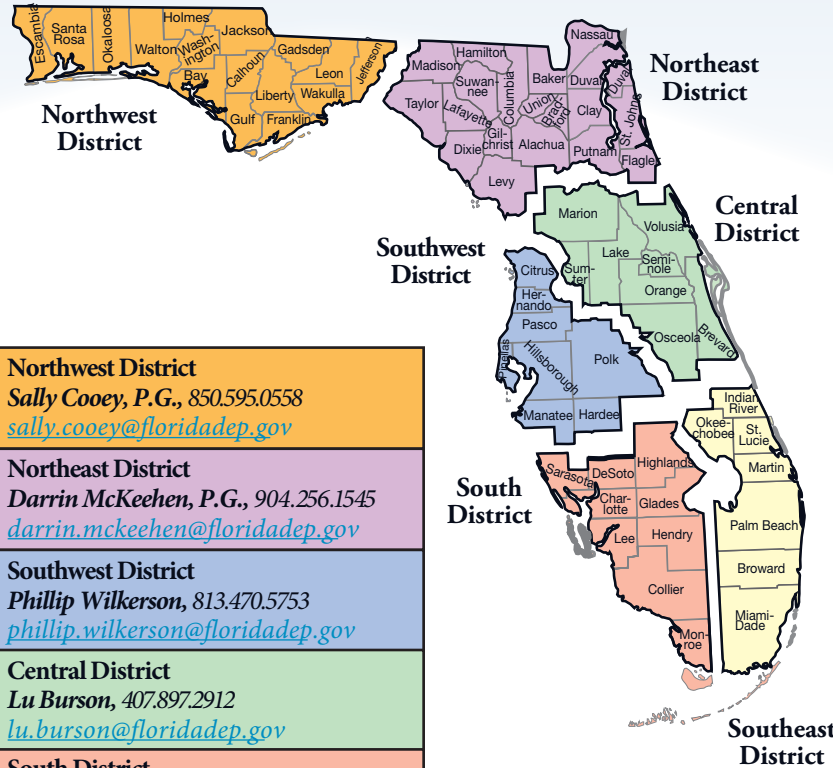 Escambia
Santa
Rosa
Okaloosa
Holmes
Walton
Wash-
ington
Jackson
Bay
Calhoun
Gadsden
Liberty
Leon
Wakulla
Jefferson
Gulf
Franklin
Northwest
District
Madison
Hamilton
Suwan-
nee
Taylor
Lafayette
Columbia
Dixie
Gil-
christ
Levy
Baker
Union
Brad-
ford
Alachua
Nassau
Duval
Duval
Clay
St. Johns
Putnam
Flagler
Northeast
District
Marion
Volusia
Lake
Sum-
ter
Semi-
nole
Orange
Osceola
Brevard
Central
District
Southwest
District
Citrus
Her-
nando
Pasco
Pinellas
Hillsborough
Polk
Manatee
Hardee
Indian
River
Okee-
chobee
St.
Lucie
Martin
Palm Beach
Broward
Miami-
Dade
Southeast
District
South
District
Sarasota
DeSoto
Highlands
Char-
lotte
Glades
Lee
Hendry
Collier
Mon-
roe
Northwest District
Sally Cooey, P.G., 850.595.0558
sally.cooey@floridadep.gov
Northeast District
Darrin McKeehen, P.G., 904.256.1545
darrin.mckeehen@floridadep.gov
Southwest District
Phillip Wilkerson, 813.470.5753
phillip.wilkerson@floridadep.gov
Central District
Lu Burson, 407.897.2912
lu.burson@floridadep.gov
South District